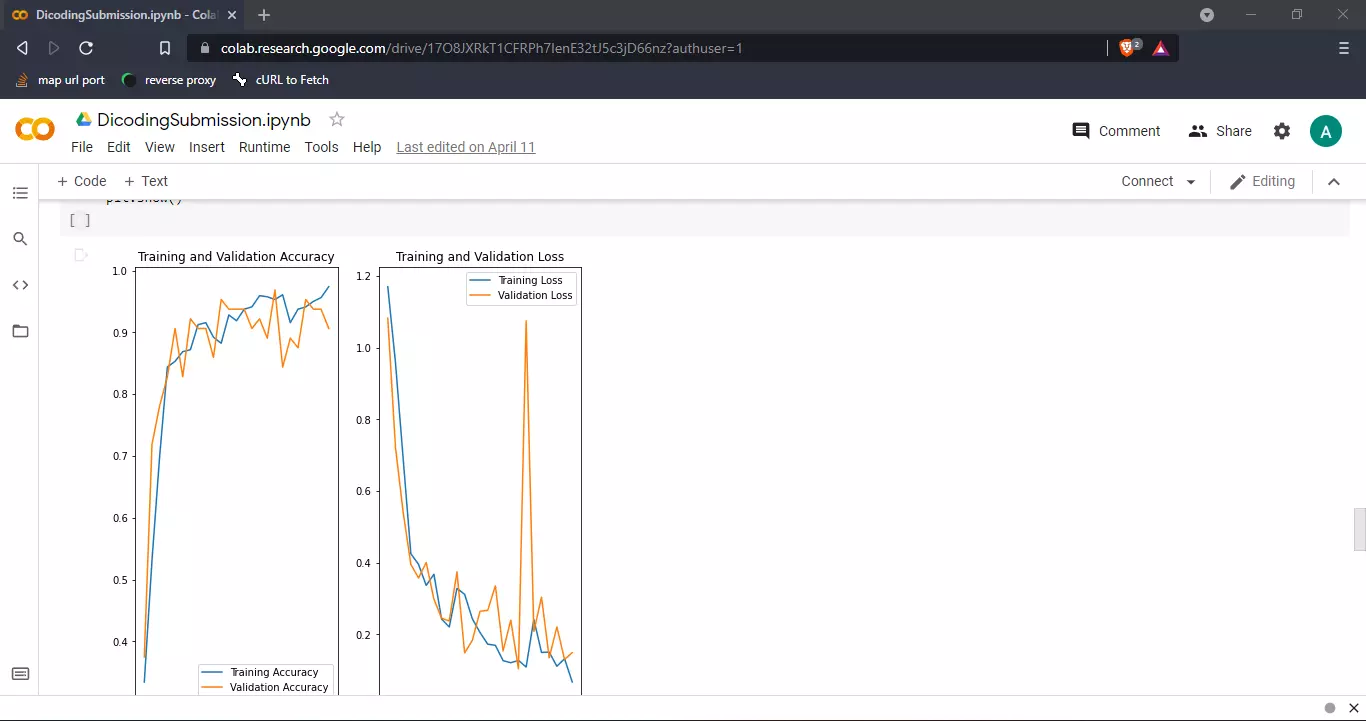 DicodingSubmission.ipynb - Cola
colab.research.google.com/drive/17O8JXRkT1CFRPh7IenE32tJ5c3jD66nz?authuser=1
2
map url port
reverse proxy
cURL to Fetch
DicodingSubmission.ipynb
Comment
Share
A
File
Edit
View
Insert
Runtime
Tools
Help
Last edited on April 11
+ Code
+ Text
Connect
Editing
plt.show()
[ ]
Training and Validation Accuracy
1.0
0.9
0.8
0.7
0.6
0.5
0.4
Training Accuracy
Validation Accuracy
Training and Validation Loss
1.2
1.0
0.8
0.6
0.4
0.2
Training Loss
Validation Loss